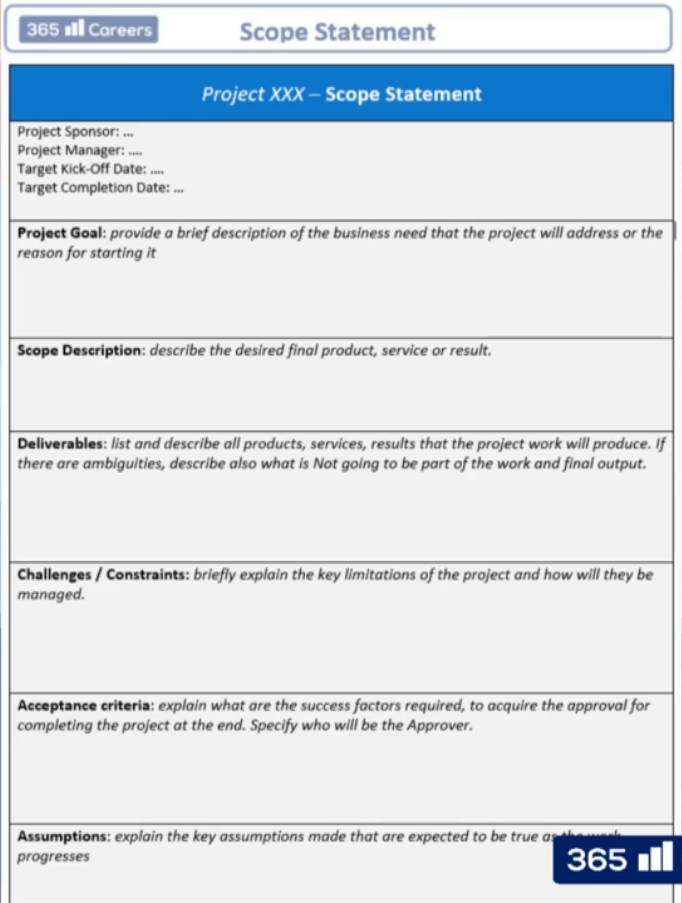 365 Careers
Scope Statement
Project XXX – Scope Statement
Project Sponsor: ...
Project Manager: ....
Target Kick-Off Date: ....
Target Completion Date: ...
Project Goal: provide a brief description of the business need that the project will address or the
reason for starting it
Scope Description: describe the desired final product, service or result.
Deliverables: list and describe all products, services, results that the project work will produce. If
there are ambiguities, describe also what is Not going to be part of the work and final output.
Challenges / Constraints: briefly explain the key limitations of the project and how will they be
managed.
Acceptance criteria: explain what are the success factors required, to acquire the approval for
completing the project at the end. Specify who will be the Approver.
Assumptions: explain the key assumptions made that are expected to be true as the work
progresses
365